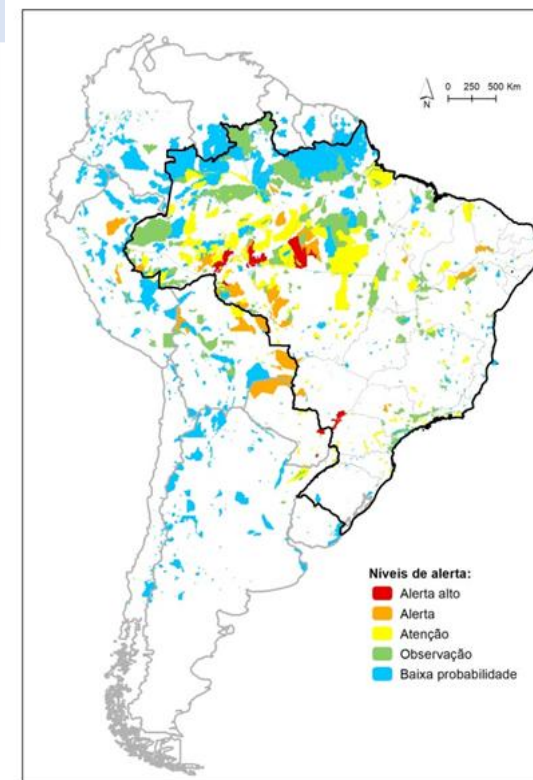 0 250 500 Km
N
Níveis de alerta:
Alerta alto
Alerta
Atenção
Observação
Baixa probabilidade